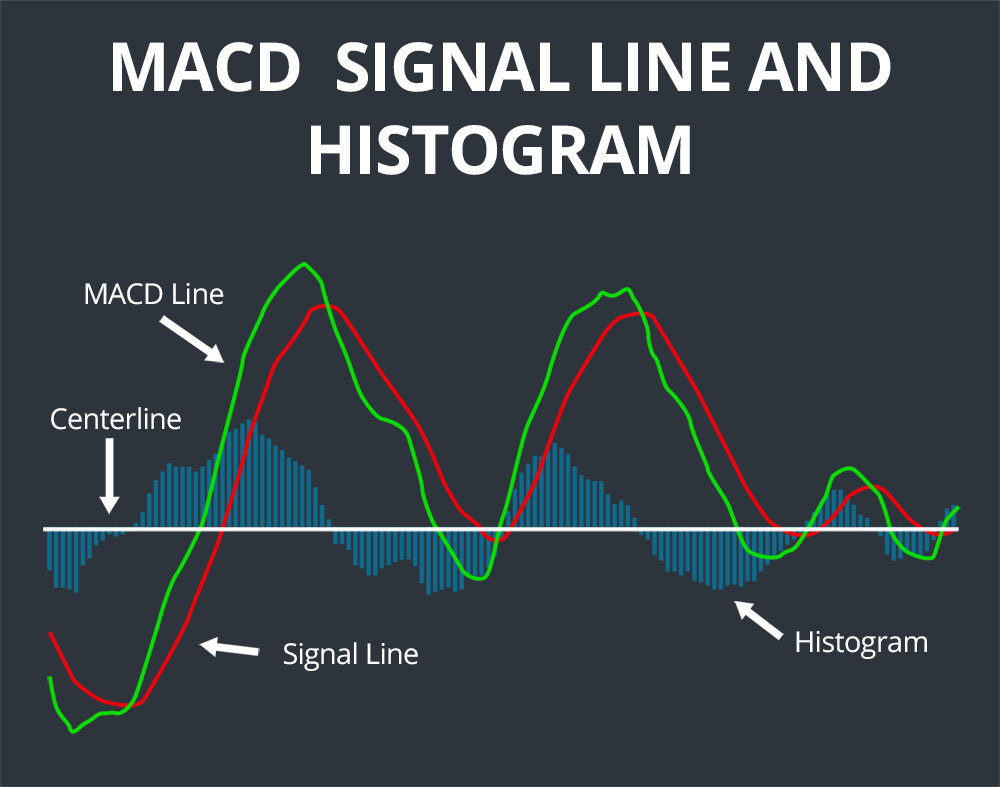 MACD  SIGNAL LINE AND
HISTOGRAM
MACD Line
Centerline
Signal Line
Histogram